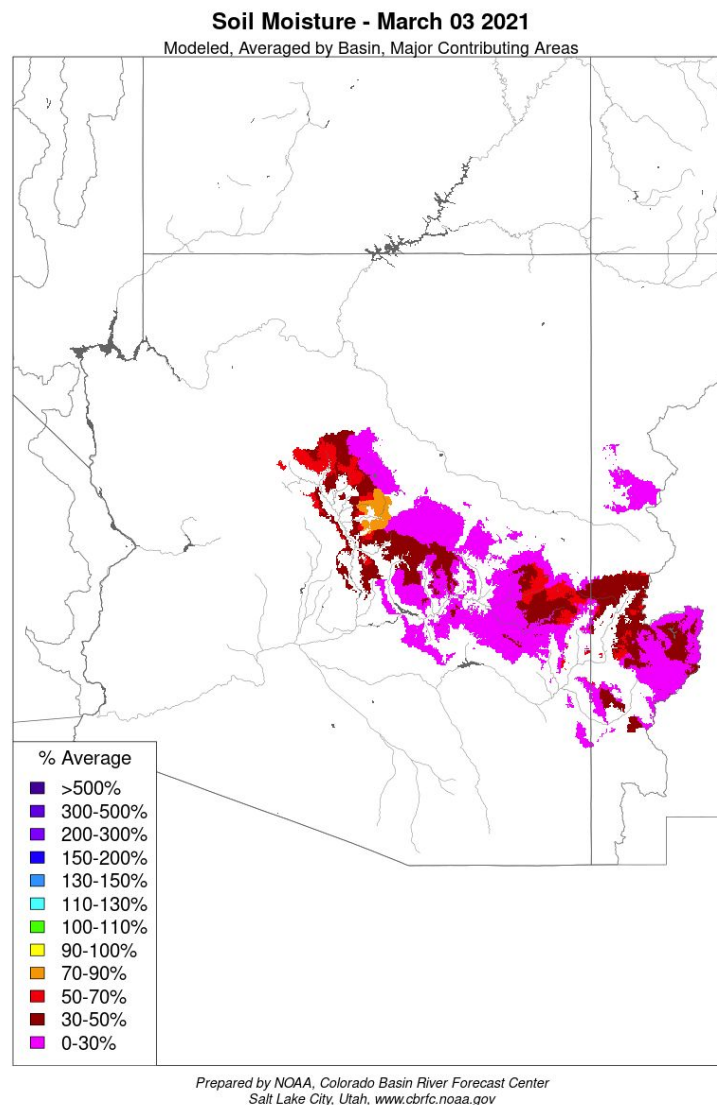 Soil Moisture - March 03 2021
Modeled, Averaged by Basin, Major Contributing Areas
% Average
>500%
300-500%
200-300%
150-200%
130-150%
110-130%
100-110%
90-100%
70-90%
50-70%
30-50%
0-30%
Prepared by NOAA, Colorado Basin River Forecast Center
Salt Lake City, Utah, www.cbrfc.noaa.gov